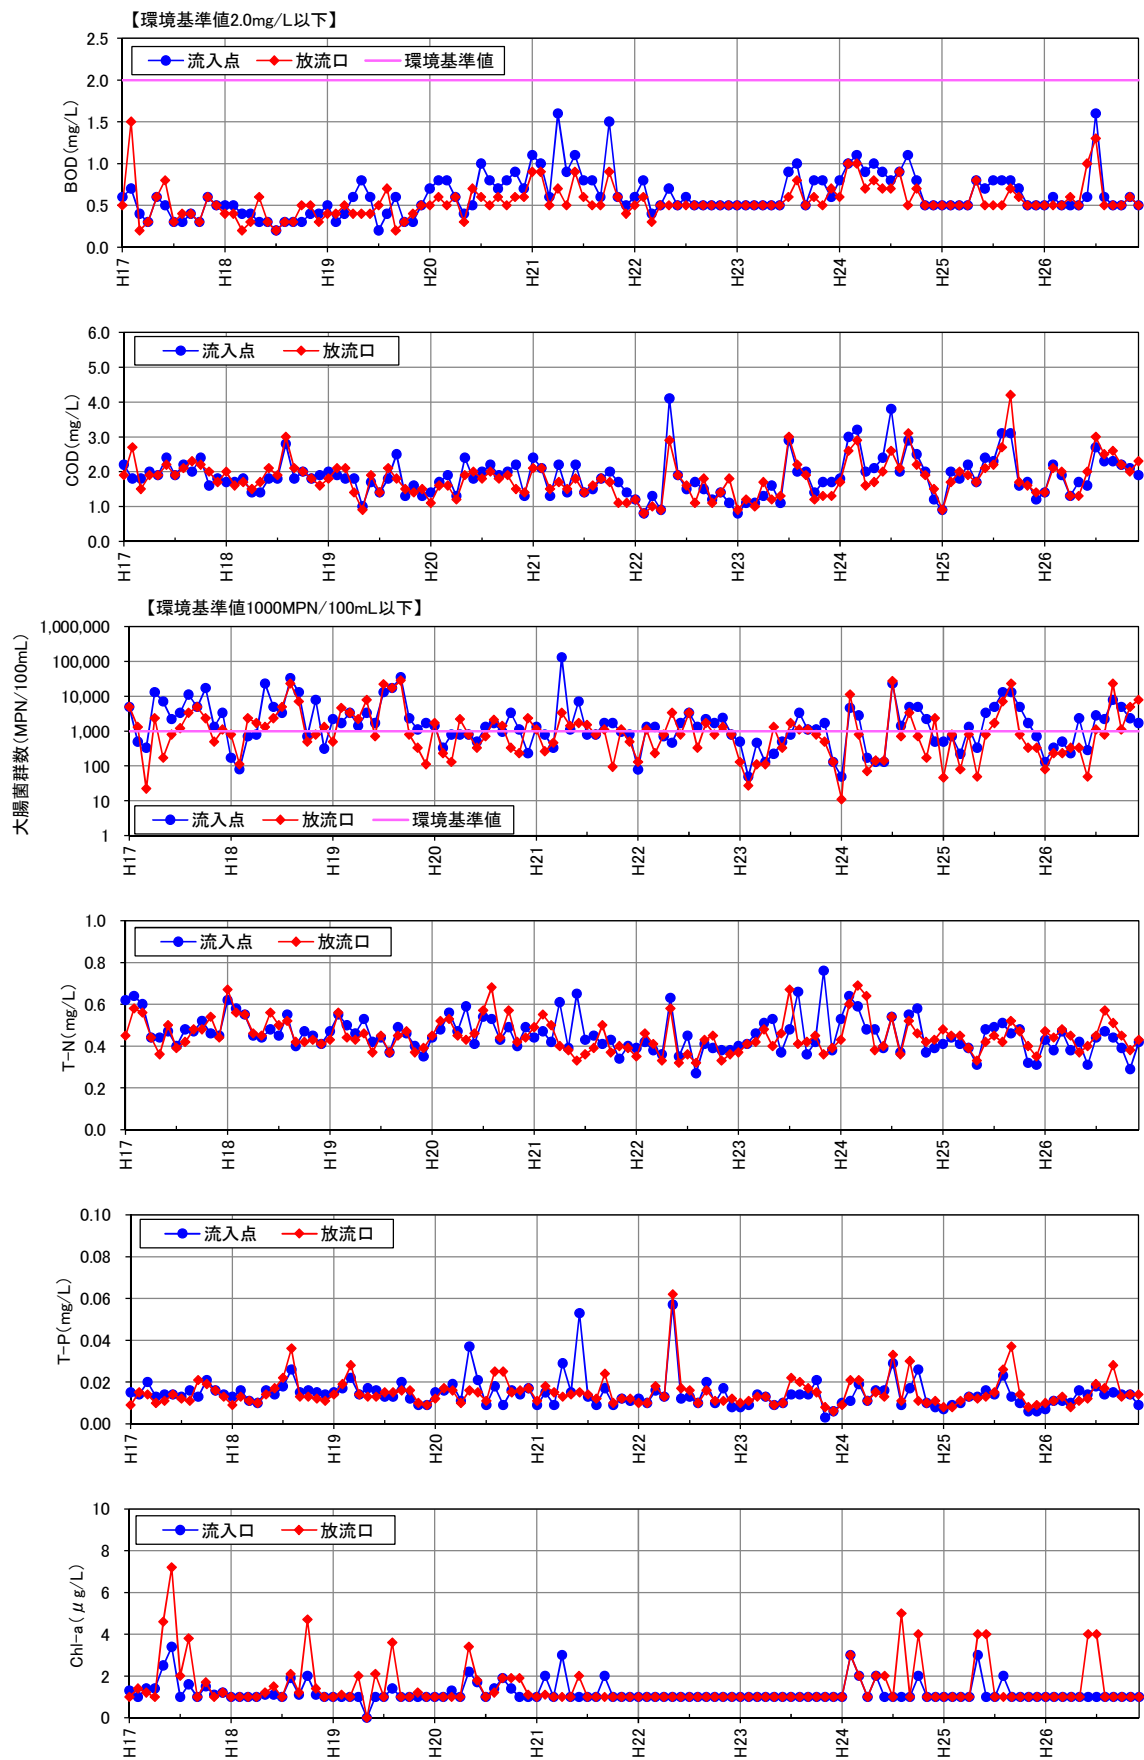 【環境基準値2.0mg/L以下】
BOD(mg/L)
2.5
2.0
1.5
1.0
0.5
0.0
流入点 放流口 環境基準値
H17 H18 H19 H20 H21 H22 H23 H24 H25 H26
COD(mg/L)
6.0
5.0
4.0
3.0
2.0
1.0
0.0
流入点 放流口
H17 H18 H19 H20 H21 H22 H23 H24 H25 H26
【環境基準値1000MPN/100mL以下】
大腸菌群数(MPN/100mL)
1,000,000
100,000
10,000
1,000
100
10
1
流入点 放流口 環境基準値
H17 H18 H19 H20 H21 H22 H23 H24 H25 H26
T-N(mg/L)
1.0
0.8
0.6
0.4
0.2
0.0
流入点 放流口
H17 H18 H19 H20 H21 H22 H23 H24 H25 H26
T-P(mg/L)
0.10
0.08
0.06
0.04
0.02
0.00
流入点 放流口
H17 H18 H19 H20 H21 H22 H23 H24 H25 H26
Chl-a(μg/L)
10
8
6
4
2
0
流入口 放流口
H17 H18 H19 H20 H21 H22 H23 H24 H25 H26